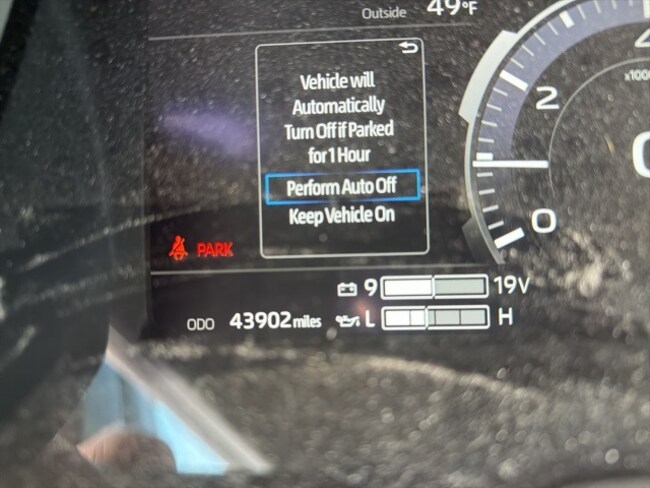 Outside 49°F
Vehicle will
Automatically
Turn Off if Parked
for 1 Hour
Perform Auto Off
Keep Vehicle On
PARK
2
x100
0
9 19V
ODO 43902 miles L H